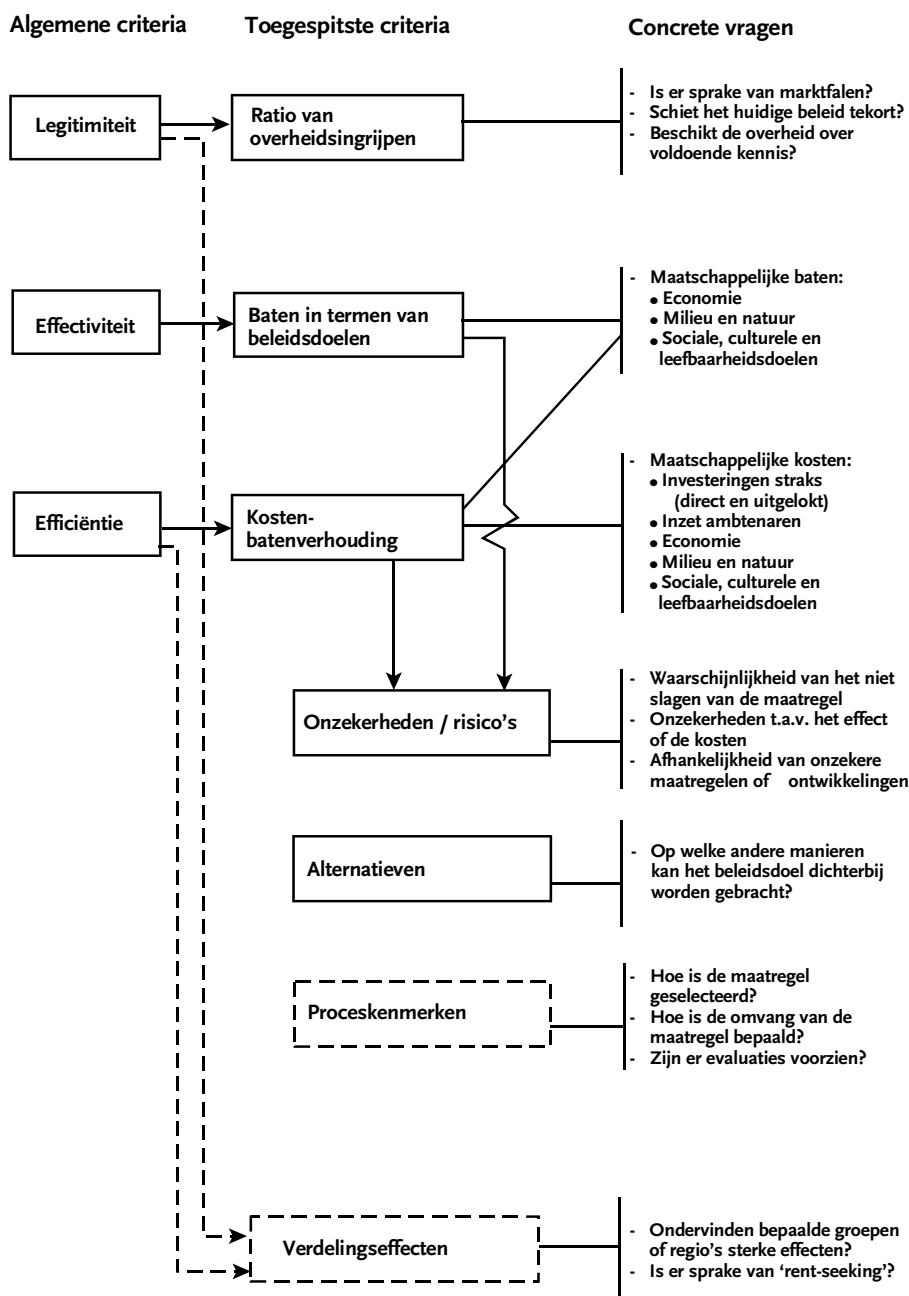 Algemene criteria
Toegespitste criteria
Concrete vragen
Legitimiteit
Ratio van
overheidsingrijpen
- Is er sprake van marktfalen?
- Schiet het huidige beleid tekort?
- Beschikt de overheid over
voldoende kennis?
Effectiviteit
Baten in termen van
beleidsdoelen
- Maatschappelijke baten:
• Economie
• Milieu en natuur
• Sociale, culturele en
leefbaarheidsdoelen
Efficiëntie
Kosten-
batenverhouding
- Maatschappelijke kosten:
• Investeringen straks
(direct en uitgelokt)
• Inzet ambtenaren
• Economie
• Milieu en natuur
• Sociale, culturele en
leefbaarheidsdoelen
Onzekerheden / risico's
- Waarschijnlijkheid van het niet
slagen van de maatregel
- Onzekerheden t.a.v. het effect
of de kosten
- Afhankelijkheid van onzekere
maatregelen of ontwikkelingen
Alternatieven
- Op welke andere manieren
kan het beleidsdoel dichterbij
worden gebracht?
Proceskenmerken
- Hoe is de maatregel
geselecteerd?
- Hoe is de omvang van de
maatregel bepaald?
- Zijn er evaluaties voorzien?
Verdelingseffecten
- Ondervinden bepaalde groepen
of regio's sterke effecten?
- Is er sprake van 'rent-seeking'?